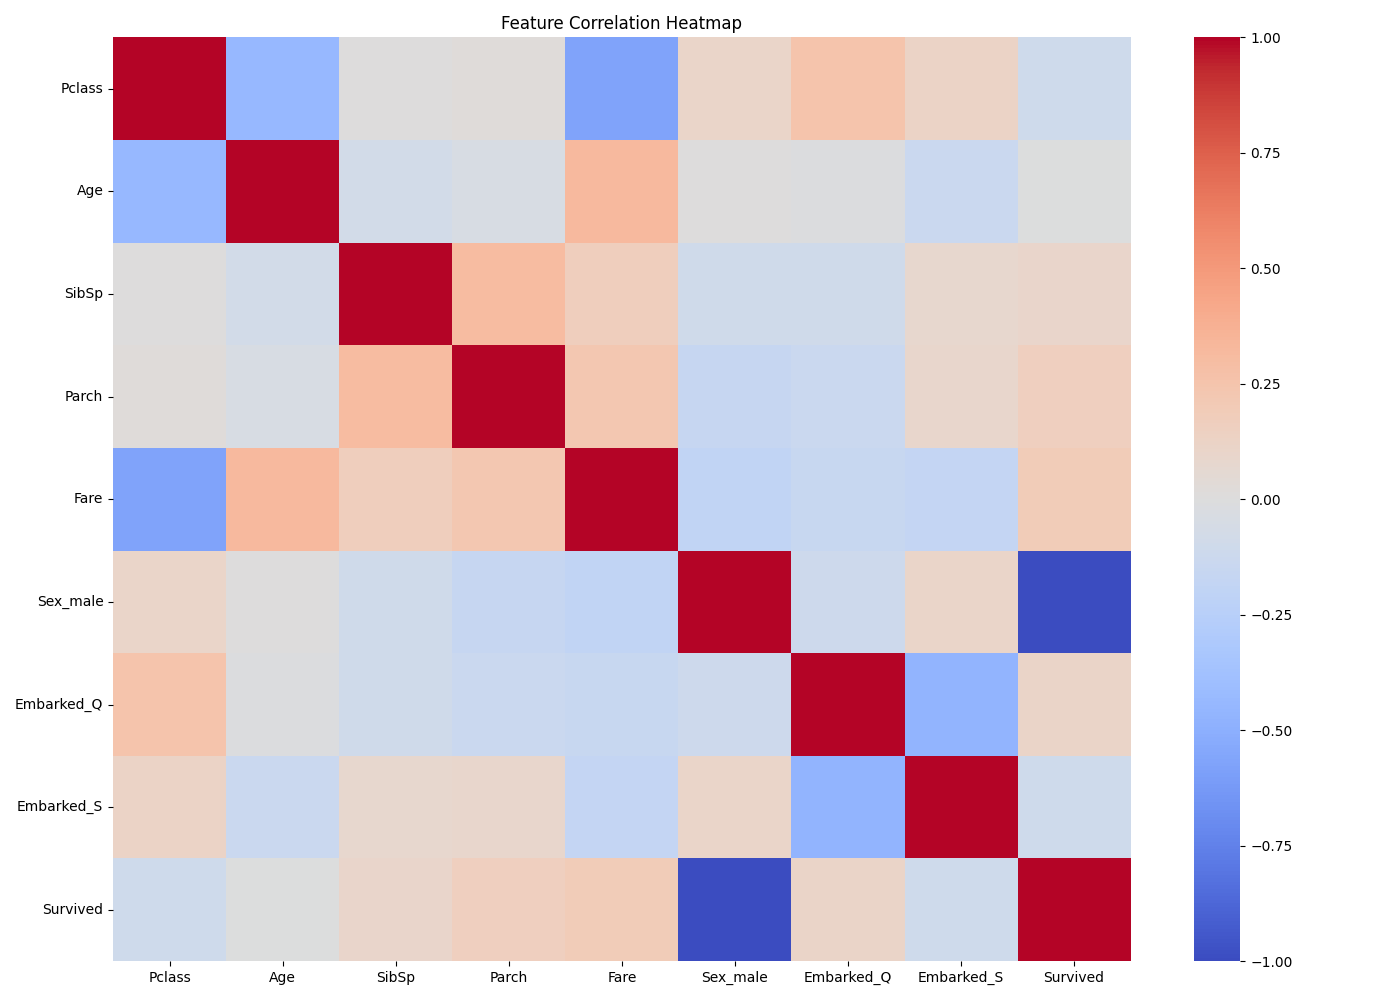 Feature Correlation Heatmap
Pclass
Age
SibSp
Parch
Fare
Sex_male
Embarked_Q
Embarked_S
Survived
Pclass Age SibSp Parch Fare Sex_male Embarked_Q Embarked_S Survived
1.00
0.75
0.50
0.25
0.00
−0.25
−0.50
−0.75
−1.00